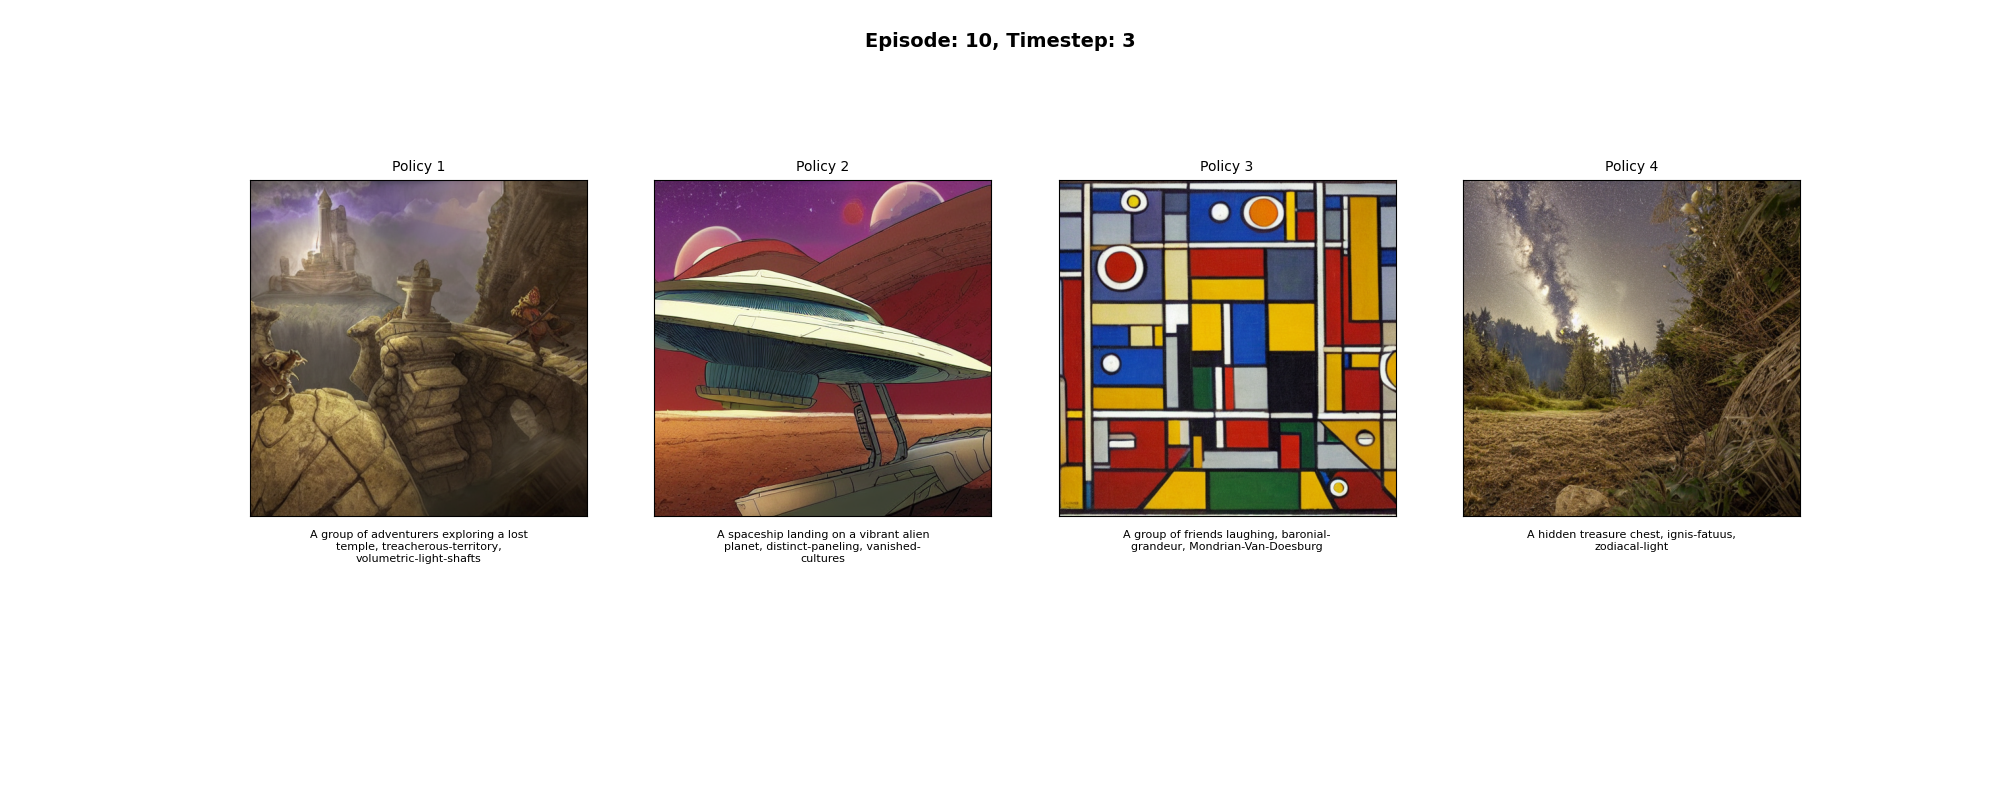 Episode: 10, Timestep: 3
Policy 1
Policy 2
Policy 3
Policy 4
A group of adventurers exploring a lost
temple, treacherous-territory,
volumetric-light-shafts
A spaceship landing on a vibrant alien
planet, distinct-paneling, vanished-
cultures
A group of friends laughing, baronial-
grandeur, Mondrian-Van-Doesburg
A hidden treasure chest, ignis-fatuus,
zodiacal-light